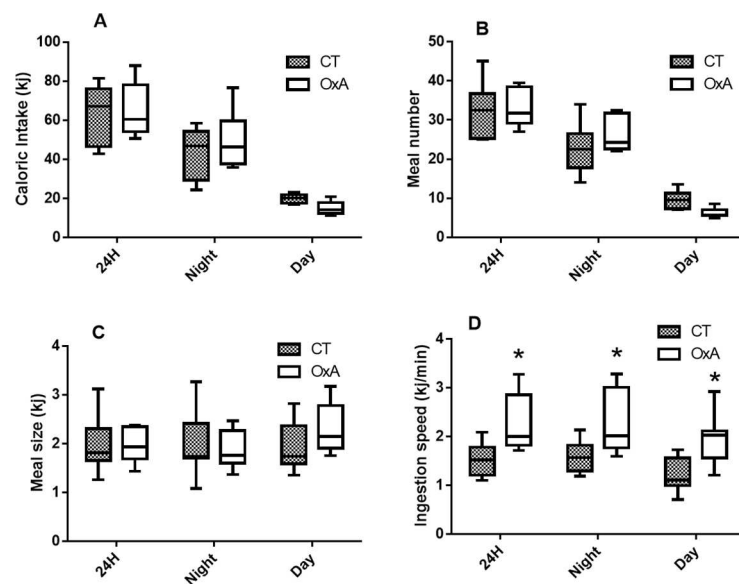 A
Caloric Intake (kj)
100
80
60
40
20
0
CT
OxA
24H
Night
Day
B
Meal number
50
40
30
20
10
0
CT
OxA
24H
Night
Day
C
Meal size (kj)
4
3
2
1
0
CT
OxA
24H
Night
Day
D
Ingestion speed (kj/min)
4
3
2
1
0
CT
OxA
*
*
*
24H
Night
Day